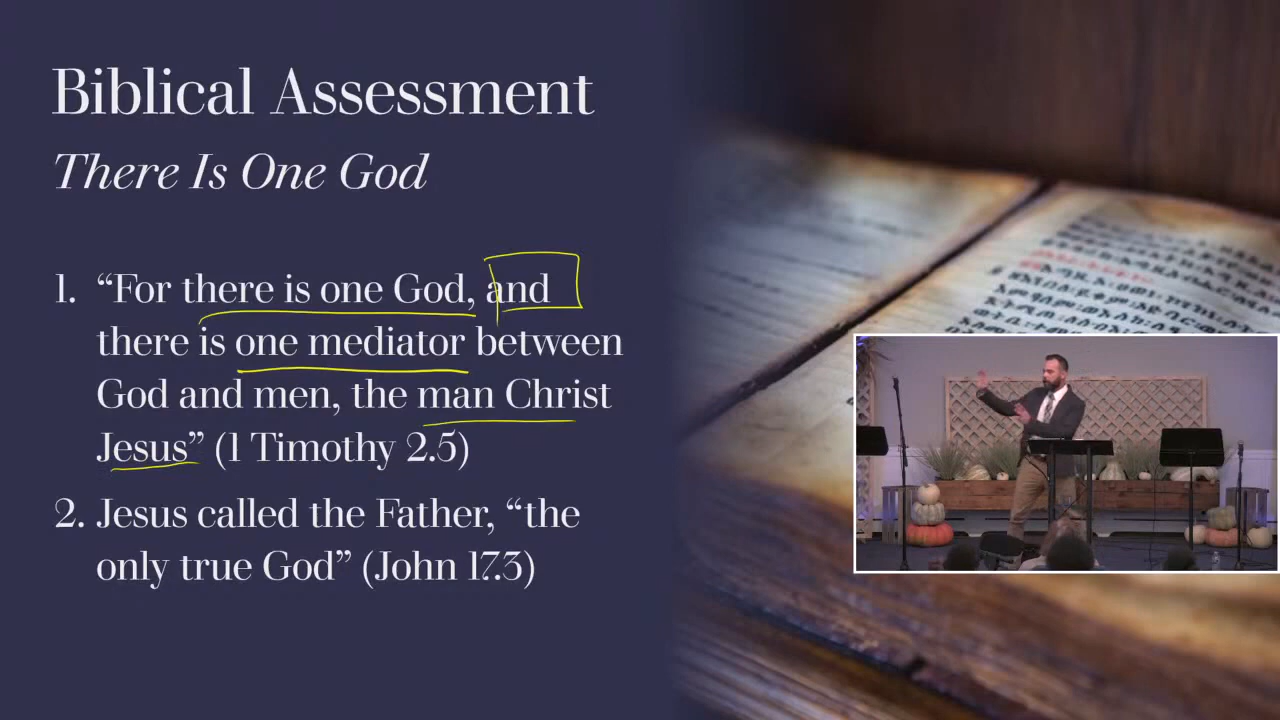 Biblical Assessment
There Is One God
1. “For there is one God, and
there is one mediator between
God and men, the man Christ
Jesus” (1 Timothy 2.5)
2. Jesus called the Father, “the
only true God” (John 17.3)